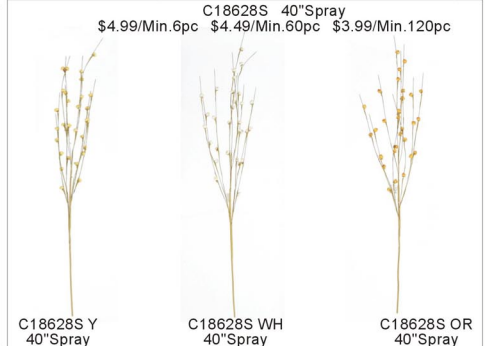 C18628S 40"Spray
$4.99/Min.6pc $4.49/Min.60pc $3.99/Min.120pc
C18628S Y C18628S WH C18628S OR
40"Spray 40"Spray 40"Spray